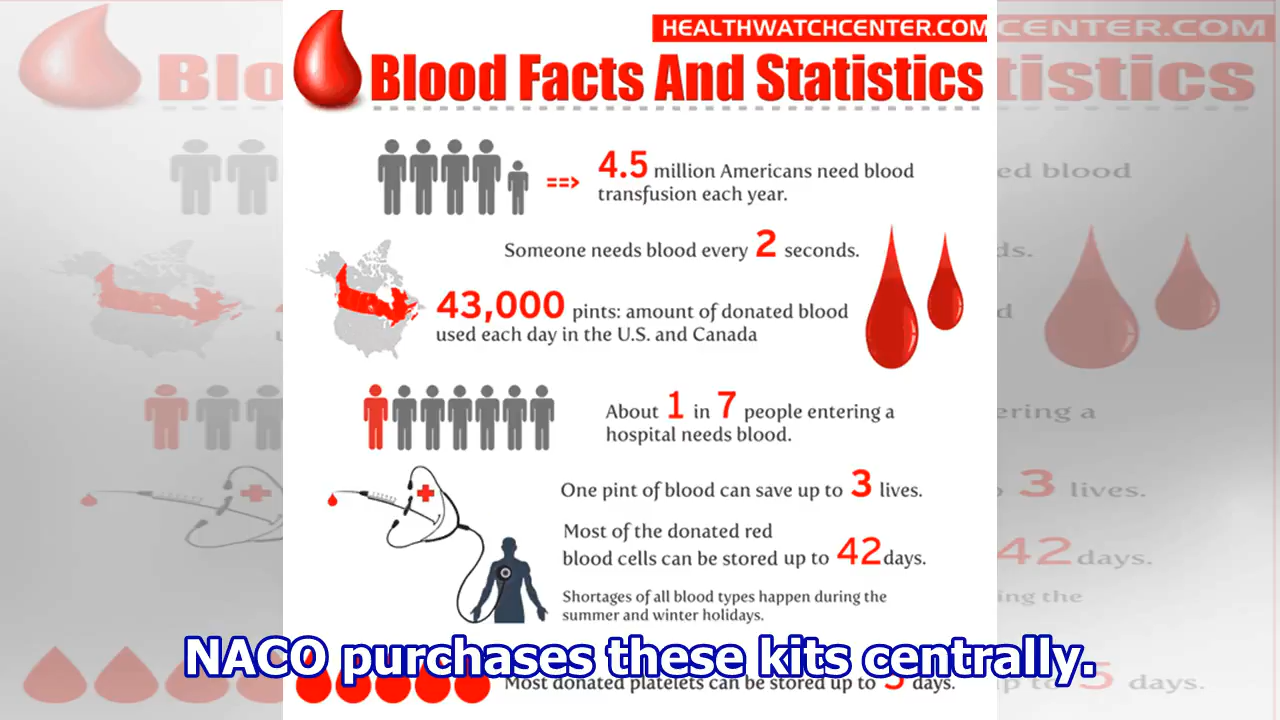 HEALTHWATCHCENTER.COM
Blood Facts And Statistics
4.5 million Americans need blood
transfusion each year.
Someone needs blood every 2 seconds.
43,000 pints: amount of donated blood
used each day in the U.S. and Canada
About 1 in 7 people entering a
hospital needs blood.
One pint of blood can save up to 3 lives.
Most of the donated red
blood cells can be stored up to 42 days.
Shortages of all blood types happen during the
summer and winter holidays.
NACO purchases these kits centrally.
Most donated platelets can be stored up to 5 days.